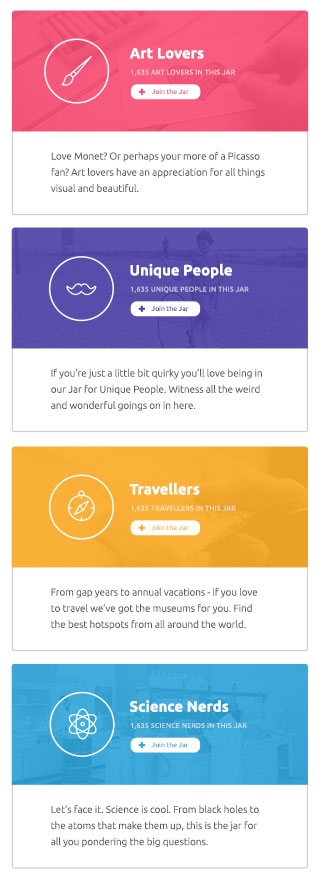 Art Lovers
1,635 ART LOVERS IN THIS JAR
Join the Jar
Love Monet? Or perhaps your more of a Picasso
fan? Art lovers have an appreciation for all things
visual and beautiful.
Unique People
1,635 UNIQUE PEOPLE IN THIS JAR
Join the Jar
If you're just a little bit quirky you'll love being in
our Jar for Unique People. Witness all the weird
and wonderful goings on in here.
Travellers
1,635 TRAVELLERS IN THIS JAR
Join the Jar
From gap years to annual vacations - if you love
to travel we've got the museums for you. Find
the best hotspots from all around the world.
Science Nerds
1,635 SCIENCE NERDS IN THIS JAR
Join the Jar
Let's face it. Science is cool. From black holes to
the atoms that make them up, this is the jar for
all you pondering the big questions.